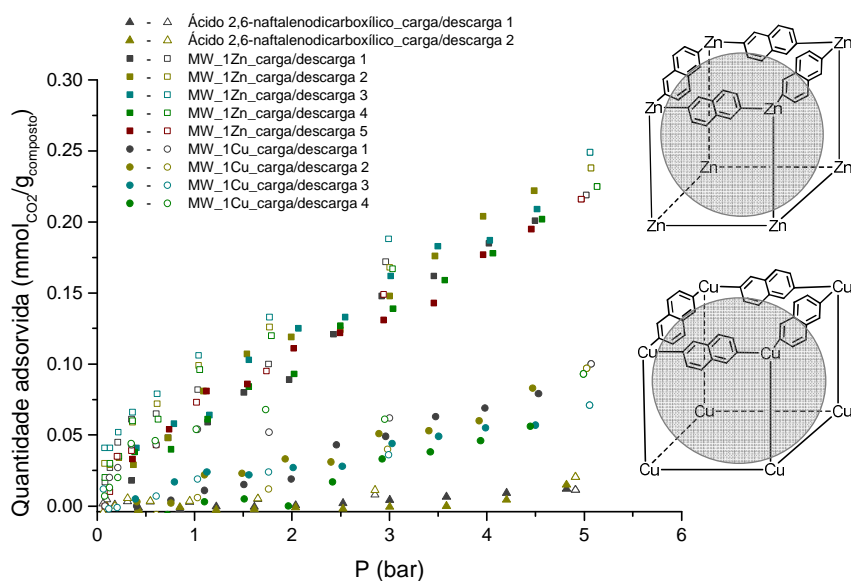 Ácido 2,6-naftalenodicarboxílico_carga/descarga 1
Ácido 2,6-naftalenodicarboxílico_carga/descarga 2
MW_1Zn_carga/descarga 1
MW_1Zn_carga/descarga 2
MW_1Zn_carga/descarga 3
MW_1Zn_carga/descarga 4
MW_1Zn_carga/descarga 5
MW_1Cu_carga/descarga 1
MW_1Cu_carga/descarga 2
MW_1Cu_carga/descarga 3
MW_1Cu_carga/descarga 4
Quantidade adsorvida (mmolCO2/gcomposto)
0.30
0.25
0.20
0.15
0.10
0.05
0.00
0 1 2 3 4 5 6
P (bar)
Zn Zn
Zn Zn
Zn Zn
Zn Zn
Cu Cu
Cu Cu
Cu Cu
Cu Cu